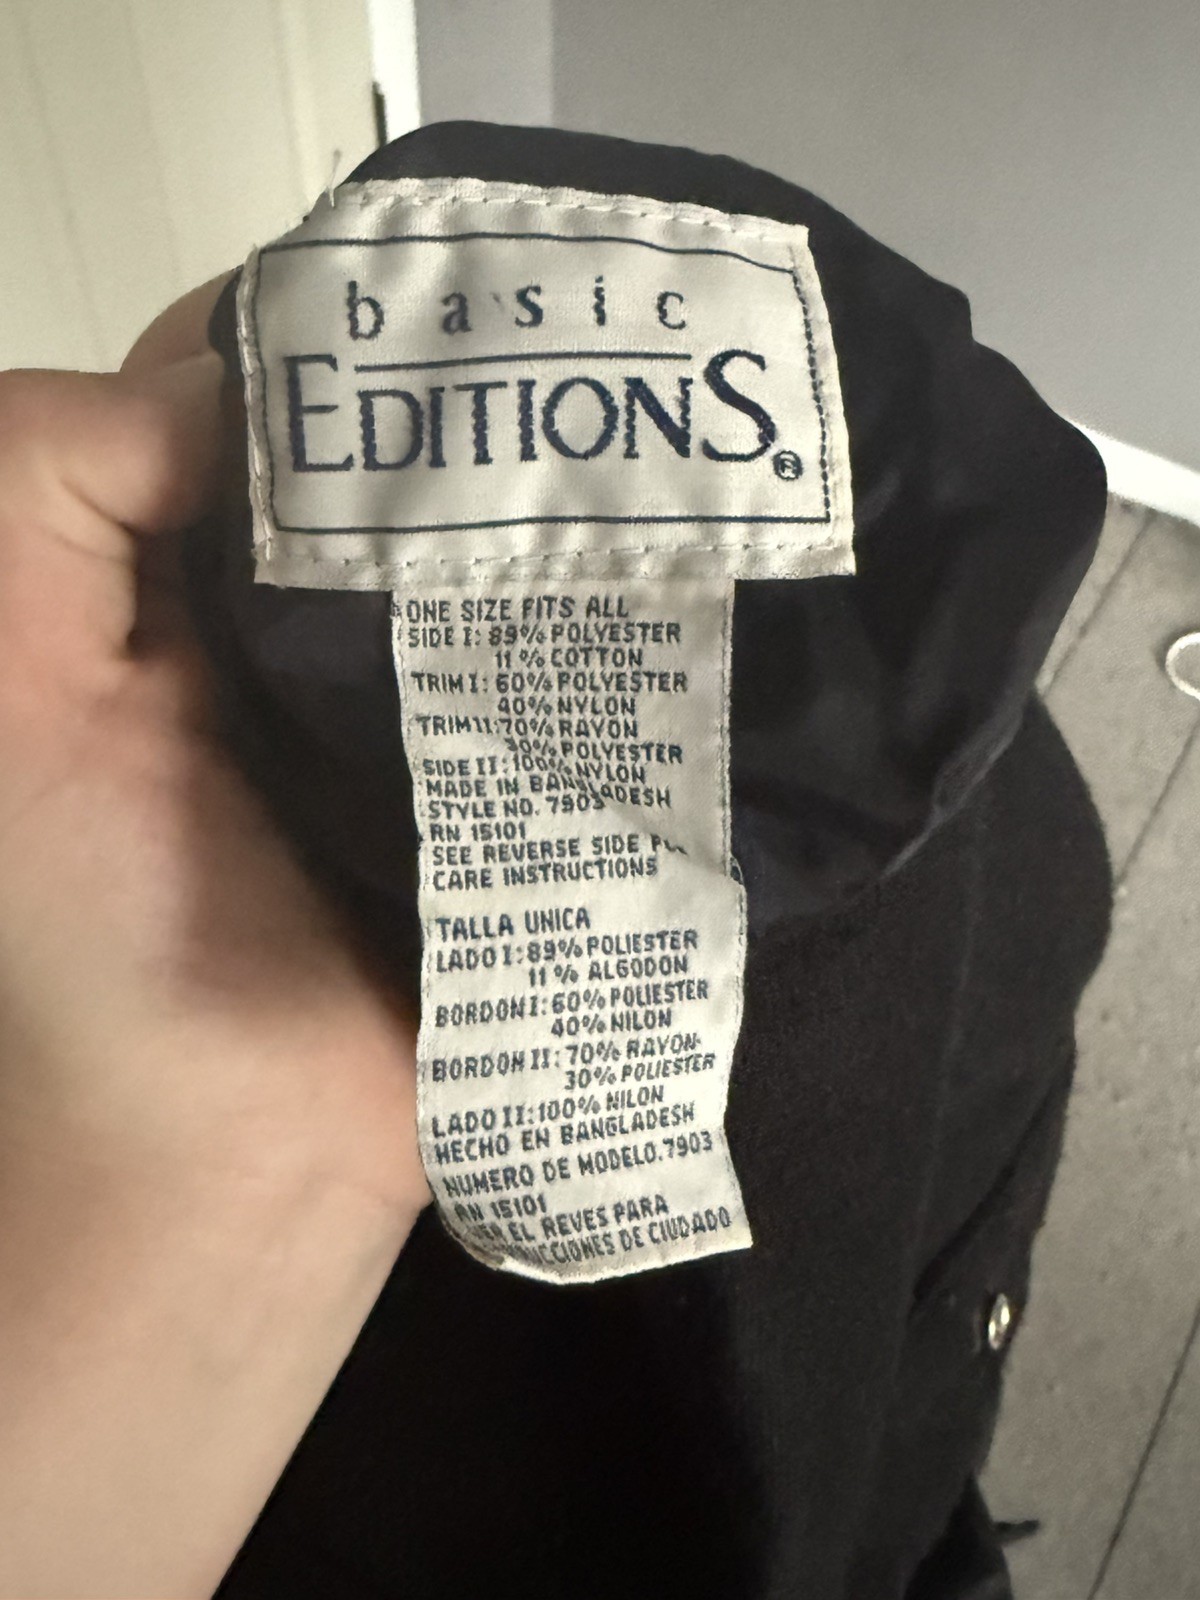 basic
EDITIONS®
ONE SIZE FITS ALL
SIDE I: 89% POLYESTER
11% COTTON
TRIM I: 60% POLYESTER
40% NYLON
TRIM II: 70% RAYON
30% POLYESTER
SIDE II: 100% NYLON
MADE IN BANGLADESH
STYLE NO. 7903
RN 15101
SEE REVERSE SIDE
CARE INSTRUCTIONS
TALLA UNICA
LADO I: 89% POLIESTER
11% ALGODON
BORDON I: 60% POLIESTER
40% NILON
BORDON II: 70% RAYON
30% POLIESTER
LADO II: 100% NILON
HECHO EN BANGLADESH
NUMERO DE MODELO. 7903
RN 15101
EL REVES PARA
DE CIUDADO